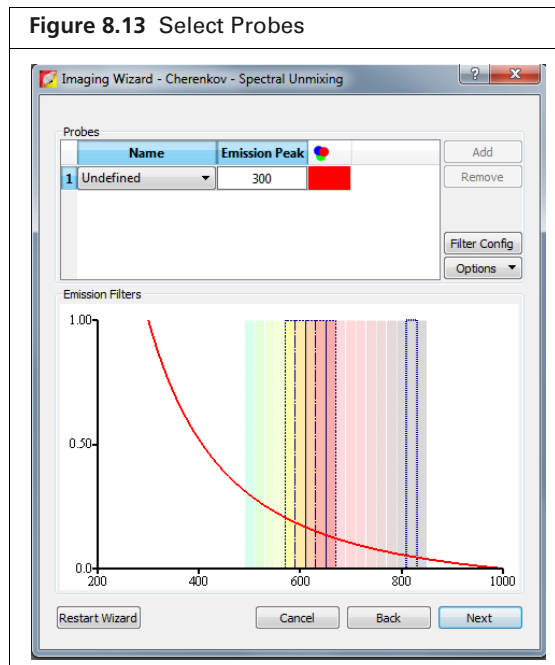 Figure 8.13 Select Probes
Imaging Wizard - Cherenkov - Spectral Unmixing
?
X
Probes
Name Emission Peak
Add
1 Undefined 300
Remove
Filter Config
Options
Emission Filters
1.00
0.50
0.0
200 400 600 800 1000
Restart Wizard Cancel Back Next